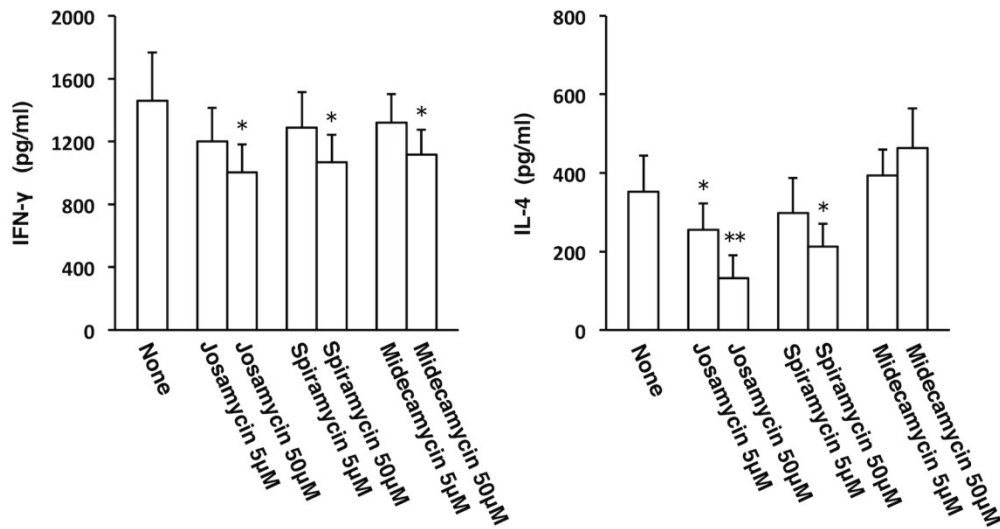 IFN-γ (pg/ml)
2000
1600
1200
800
400
0
*
*
*
None
Josamycin 5μM
Josamycin 50μM
Spiramycin 5μM
Spiramycin 50μM
Midecamycin 5μM
Midecamycin 50μM
IL-4 (pg/ml)
800
600
400
200
0
*
**
*
None
Josamycin 5μM
Josamycin 50μM
Spiramycin 5μM
Spiramycin 50μM
Midecamycin 5μM
Midecamycin 50μM